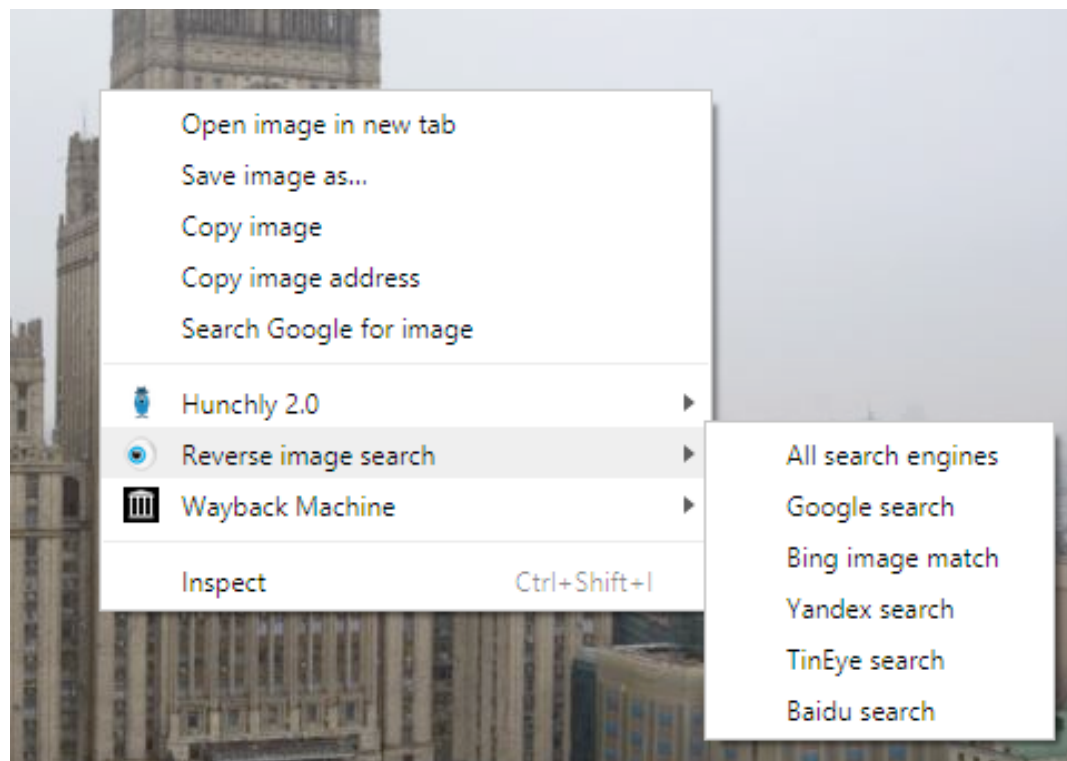 Open image in new tab
Save image as...
Copy image
Copy image address
Search Google for image
Hunchly 2.0
Reverse image search
Wayback Machine
Inspect Ctrl+Shift+I
All search engines
Google search
Bing image match
Yandex search
TinEye search
Baidu search